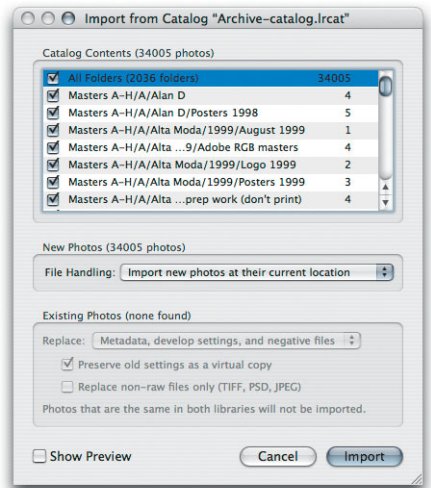 Import from Catalog “Archive-catalog.lrcat”
Catalog Contents (34005 photos)
All Folders (2036 folders) 34005
Masters A-H/A/Alan D 4
Masters A-H/A/Alan D/Posters 1998 5
Masters A-H/A/Alta Moda/1999/August 1999 1
Masters A-H/A/Alta ...9/Adobe RGB masters 4
Masters A-H/A/Alta Moda/1999/Logo 1999 2
Masters A-H/A/Alta Moda/1999/Posters 1999 3
Masters A-H/A/Alta ...prep work (don't print) 4
New Photos (34005 photos)
File Handling: Import new photos at their current location
Existing Photos (none found)
Replace: Metadata, develop settings, and negative files
Preserve old settings as a virtual copy
Replace non-raw files only (TIFF, PSD, JPEG)
Photos that are the same in both libraries will not be imported.
Show Preview Cancel Import